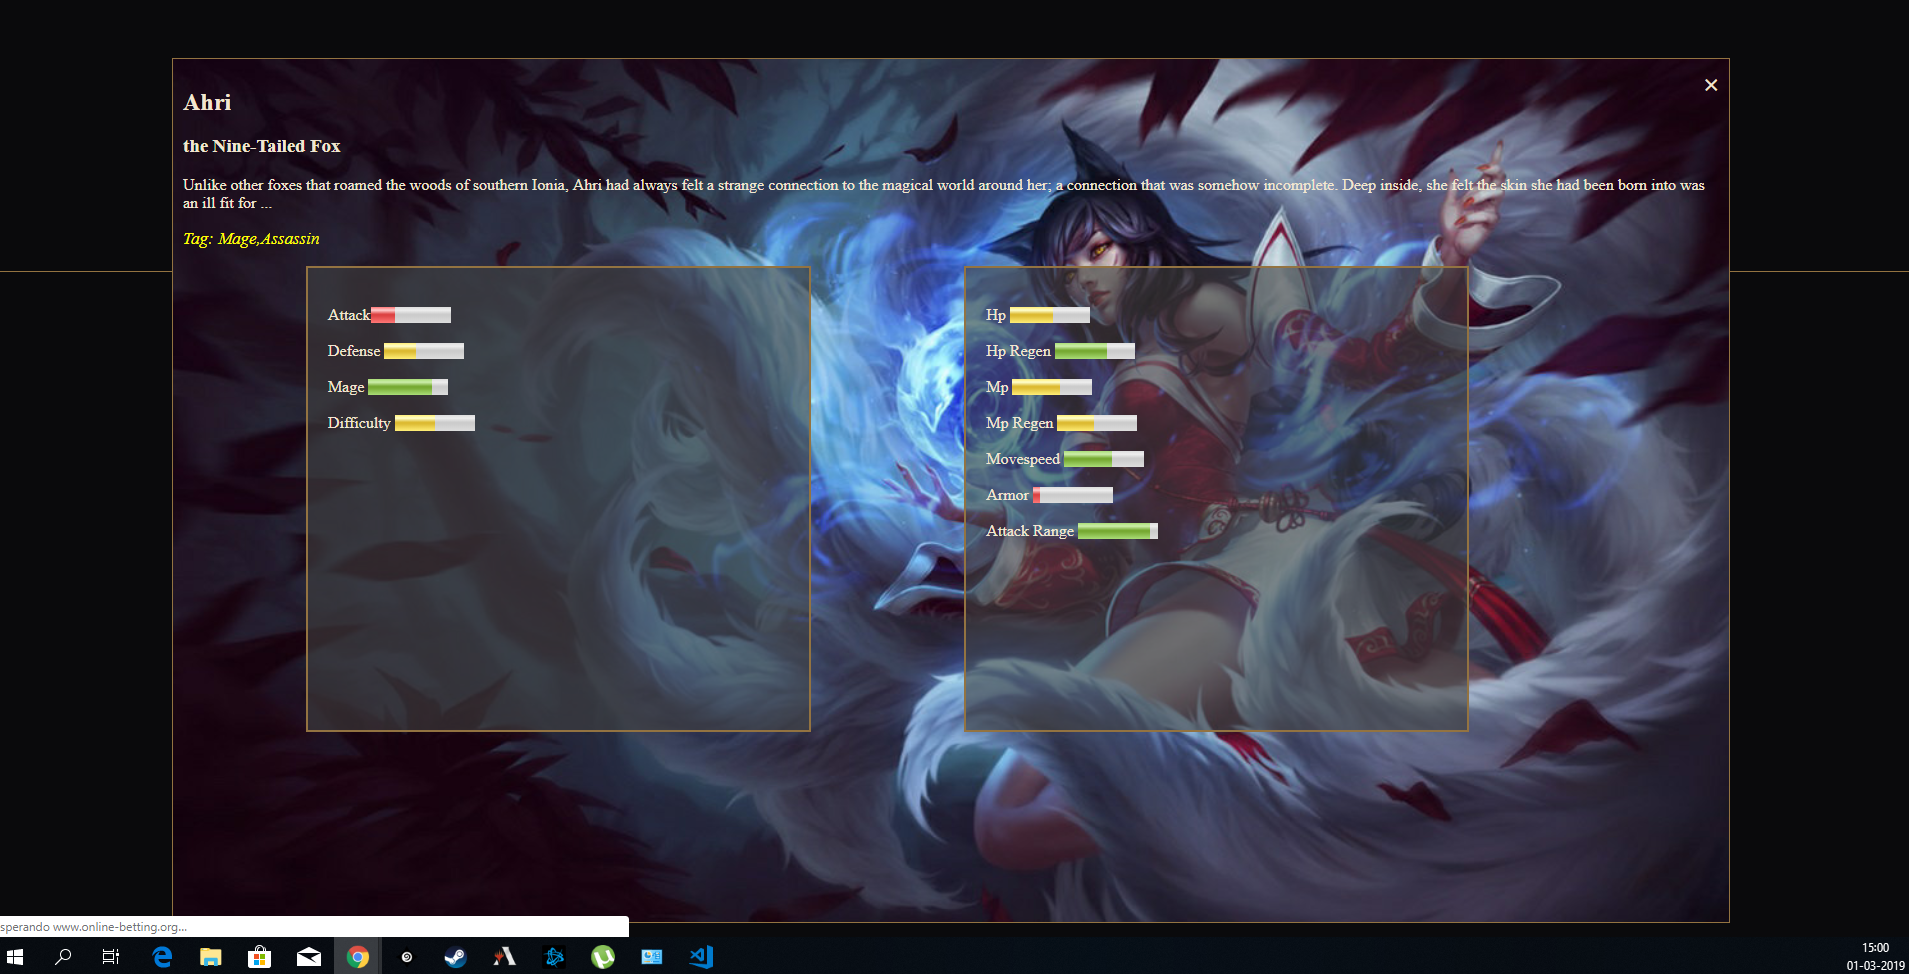 Ahri
the Nine-Tailed Fox
Unlike other foxes that roamed the woods of southern Ionia, Ahri had always felt a strange connection to the magical world around her; a connection that was somehow incomplete. Deep inside, she felt the skin she had been born into was
an ill fit for ...
Tag: Mage,Assassin
Attack
Defense
Mage
Difficulty
Hp
Hp Regen
Mp
Mp Regen
Movespeed
Armor
Attack Range
sperando www.online-betting.org...
15:00
01-03-2019